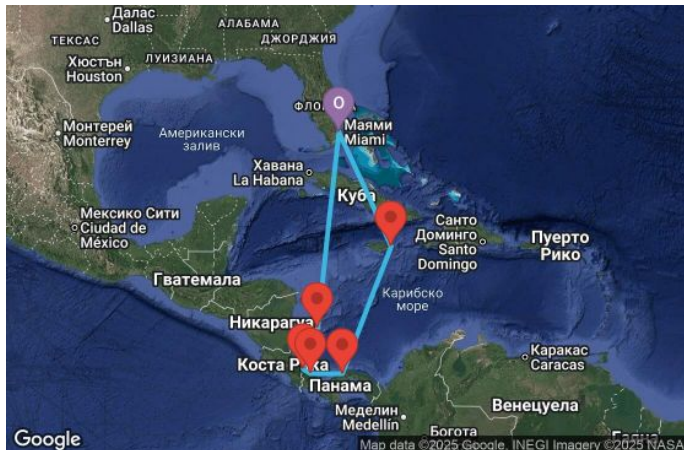 Далас
Dallas
АЛАБАМА
ТЕКСАС
ДЖОРДЖИЯ
Хюстън
Houston
ЛУИЗИАНА
O
Монтерей
Monterrey
Американски
залив
Маями
Miami
Хавана
La Habana
Куба
Мексико Сити
Ciudad de
México
Санто
Доминго
Santo
Domingo
Пуерто
Рико
Гватемала
Карибско
море
Никарагуа
Коста
Панама
Каракас
Caracas
Меделин
Medellín
Венецуела
Богота
Google
Map data ©2025 Google, INEGI Imagery ©2025 NASA